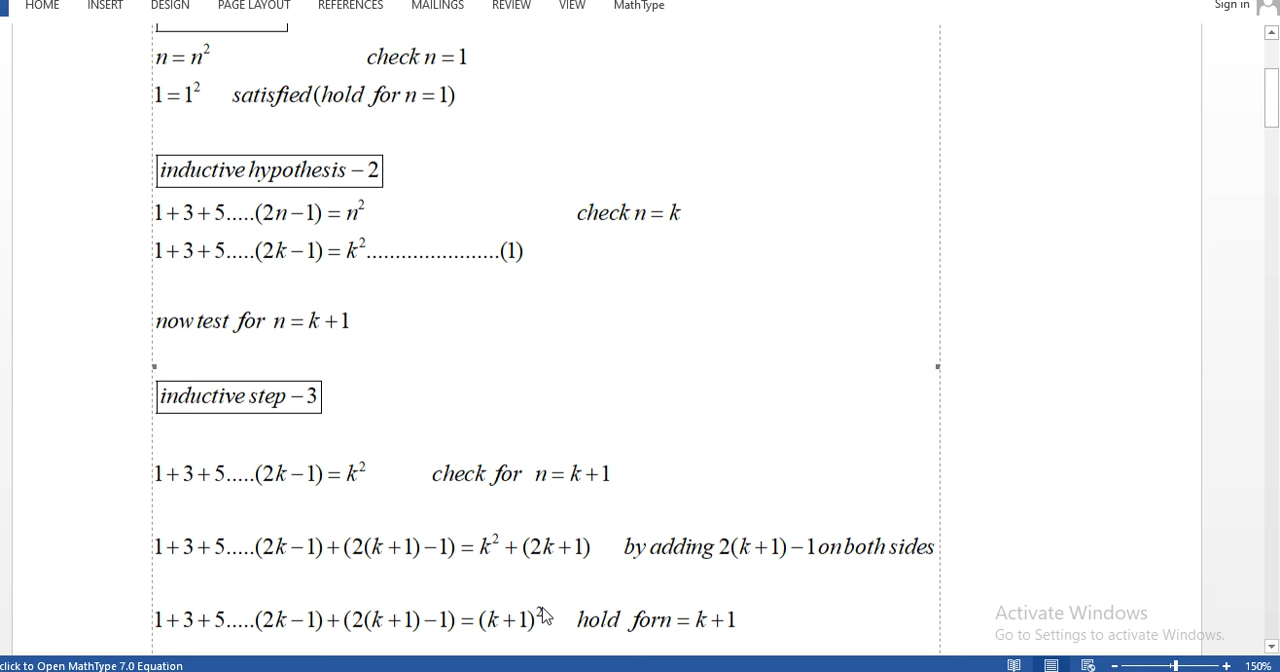 HOME INSERT DESIGN PAGE LAYOUT REFERENCES MAILINGS REVIEW VIEW MathType Sign in
n = n² check n = 1
1 = 1² satisfied (hold for n = 1)
inductive hypothesis − 2
1 + 3 + 5.....(2n − 1) = n² check n = k
1 + 3 + 5.....(2k − 1) = k².......................(1)
now test for n = k + 1
inductive step − 3
1 + 3 + 5.....(2k − 1) = k² check for n = k + 1
1 + 3 + 5.....(2k − 1) + (2(k + 1) − 1) = k² + (2k + 1) by adding 2(k + 1) − 1 on both sides
1 + 3 + 5.....(2k − 1) + (2(k + 1) − 1) = (k + 1)² hold forn = k + 1
Activate Windows
Go to Settings to activate Windows.
click to Open MathType 7.0 Equation 150%